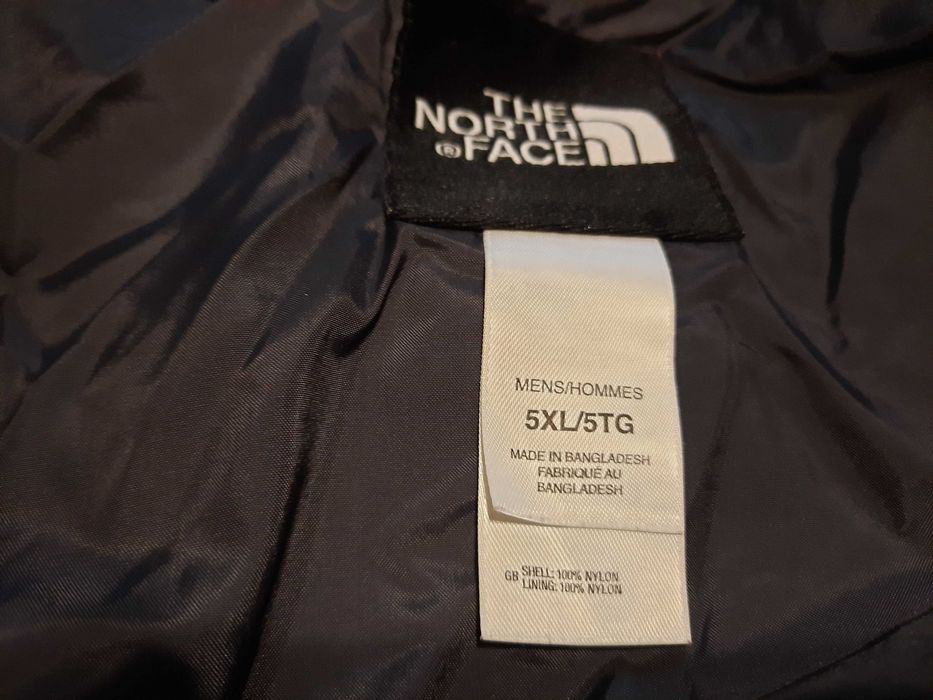 THE
NORTH
®FACE
MENS/HOMMES
5XL/5TG
MADE IN BANGLADESH
FABRIQUÉ AU
BANGLADESH
GB SHELL: 100% NYLON
LINING: 100% NYLON